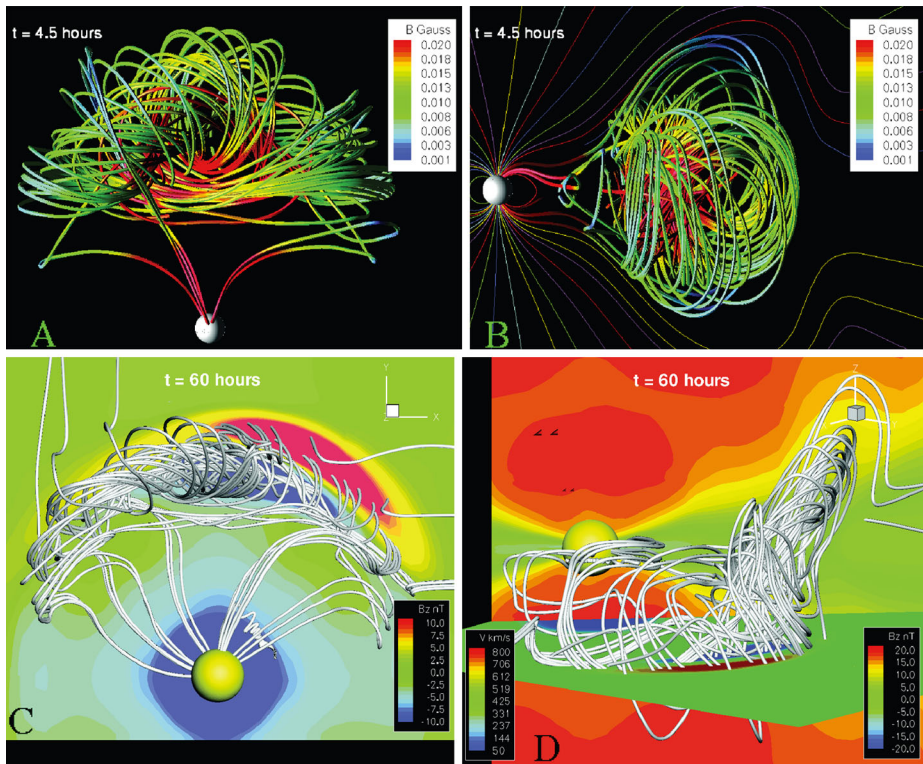 t = 4.5 hours
B Gauss
0.020
0.018
0.015
0.013
0.010
0.008
0.006
0.003
0.001
A
t = 4.5 hours
B Gauss
0.020
0.018
0.015
0.013
0.010
0.008
0.006
0.003
0.001
B
t = 60 hours
Y
Z
X
Bz nT
10.0
7.5
5.0
2.5
0.0
-2.5
-5.0
-7.5
-10.0
C
t = 60 hours
Z
V km/s
800
706
612
519
425
331
237
144
50
D
Bz nT
20.0
15.0
10.0
5.0
0.0
-5.0
-10.0
-15.0
-20.0